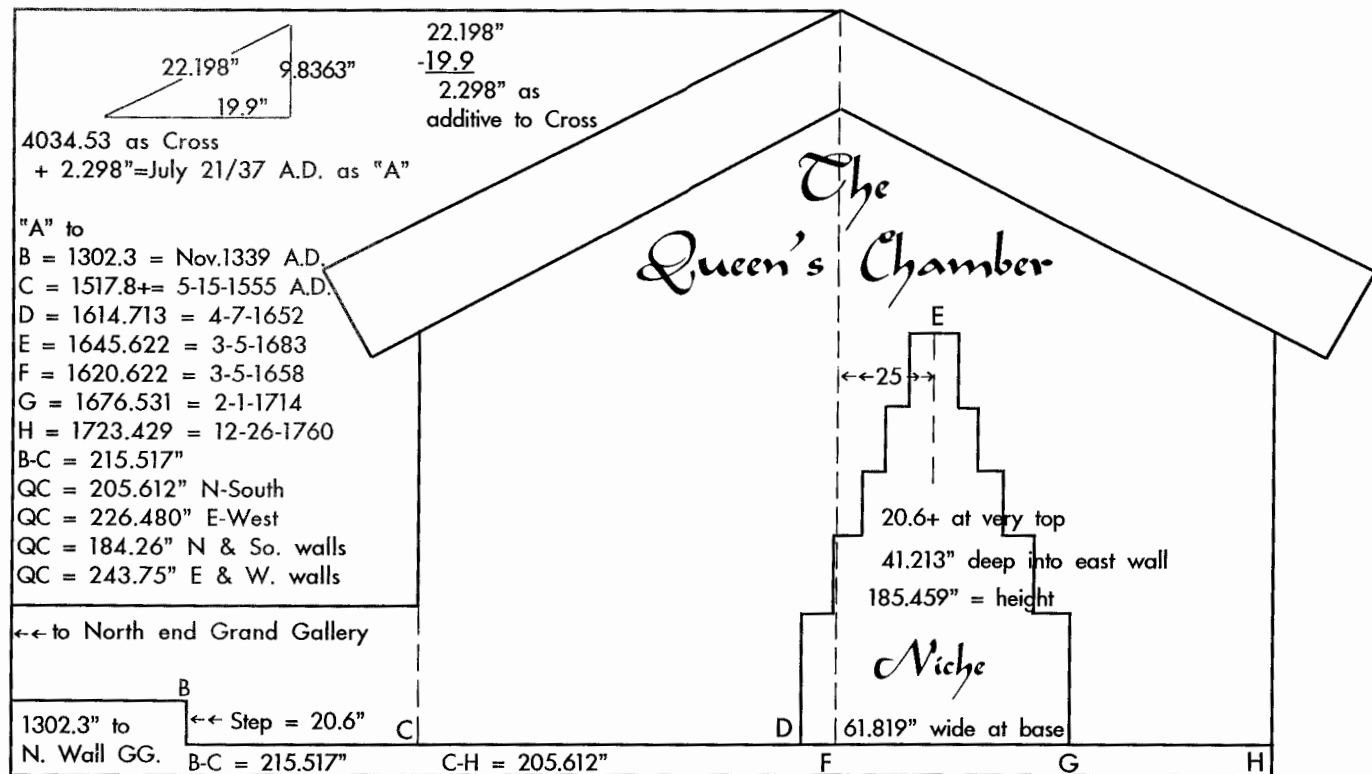 22.198"
9.8363"
19.9"
22.198"
-19.9
2.298" as
additive to Cross
4034.53 as Cross
+ 2.298"=July 21/37 A.D. as "A"
"A" to
B = 1302.3 = Nov.1339 A.D.
C = 1517.8+= 5-15-1555 A.D.
D = 1614.713 = 4-7-1652
E = 1645.622 = 3-5-1683
F = 1620.622 = 3-5-1658
G = 1676.531 = 2-1-1714
H = 1723.429 = 12-26-1760
B-C = 215.517"
QC = 205.612" N-South
QC = 226.480" E-West
QC = 184.26" N & So. walls
QC = 243.75" E & W. walls
←← to North end Grand Gallery
The
Queen's Chamber
E
←←25→→
20.6+ at very top
41.213" deep into east wall
185.459" = height
Niche
61.819" wide at base
B
←← Step = 20.6"
C
D
1302.3" to
N. Wall GG.
B-C = 215.517"
C-H = 205.612"
F
G
H